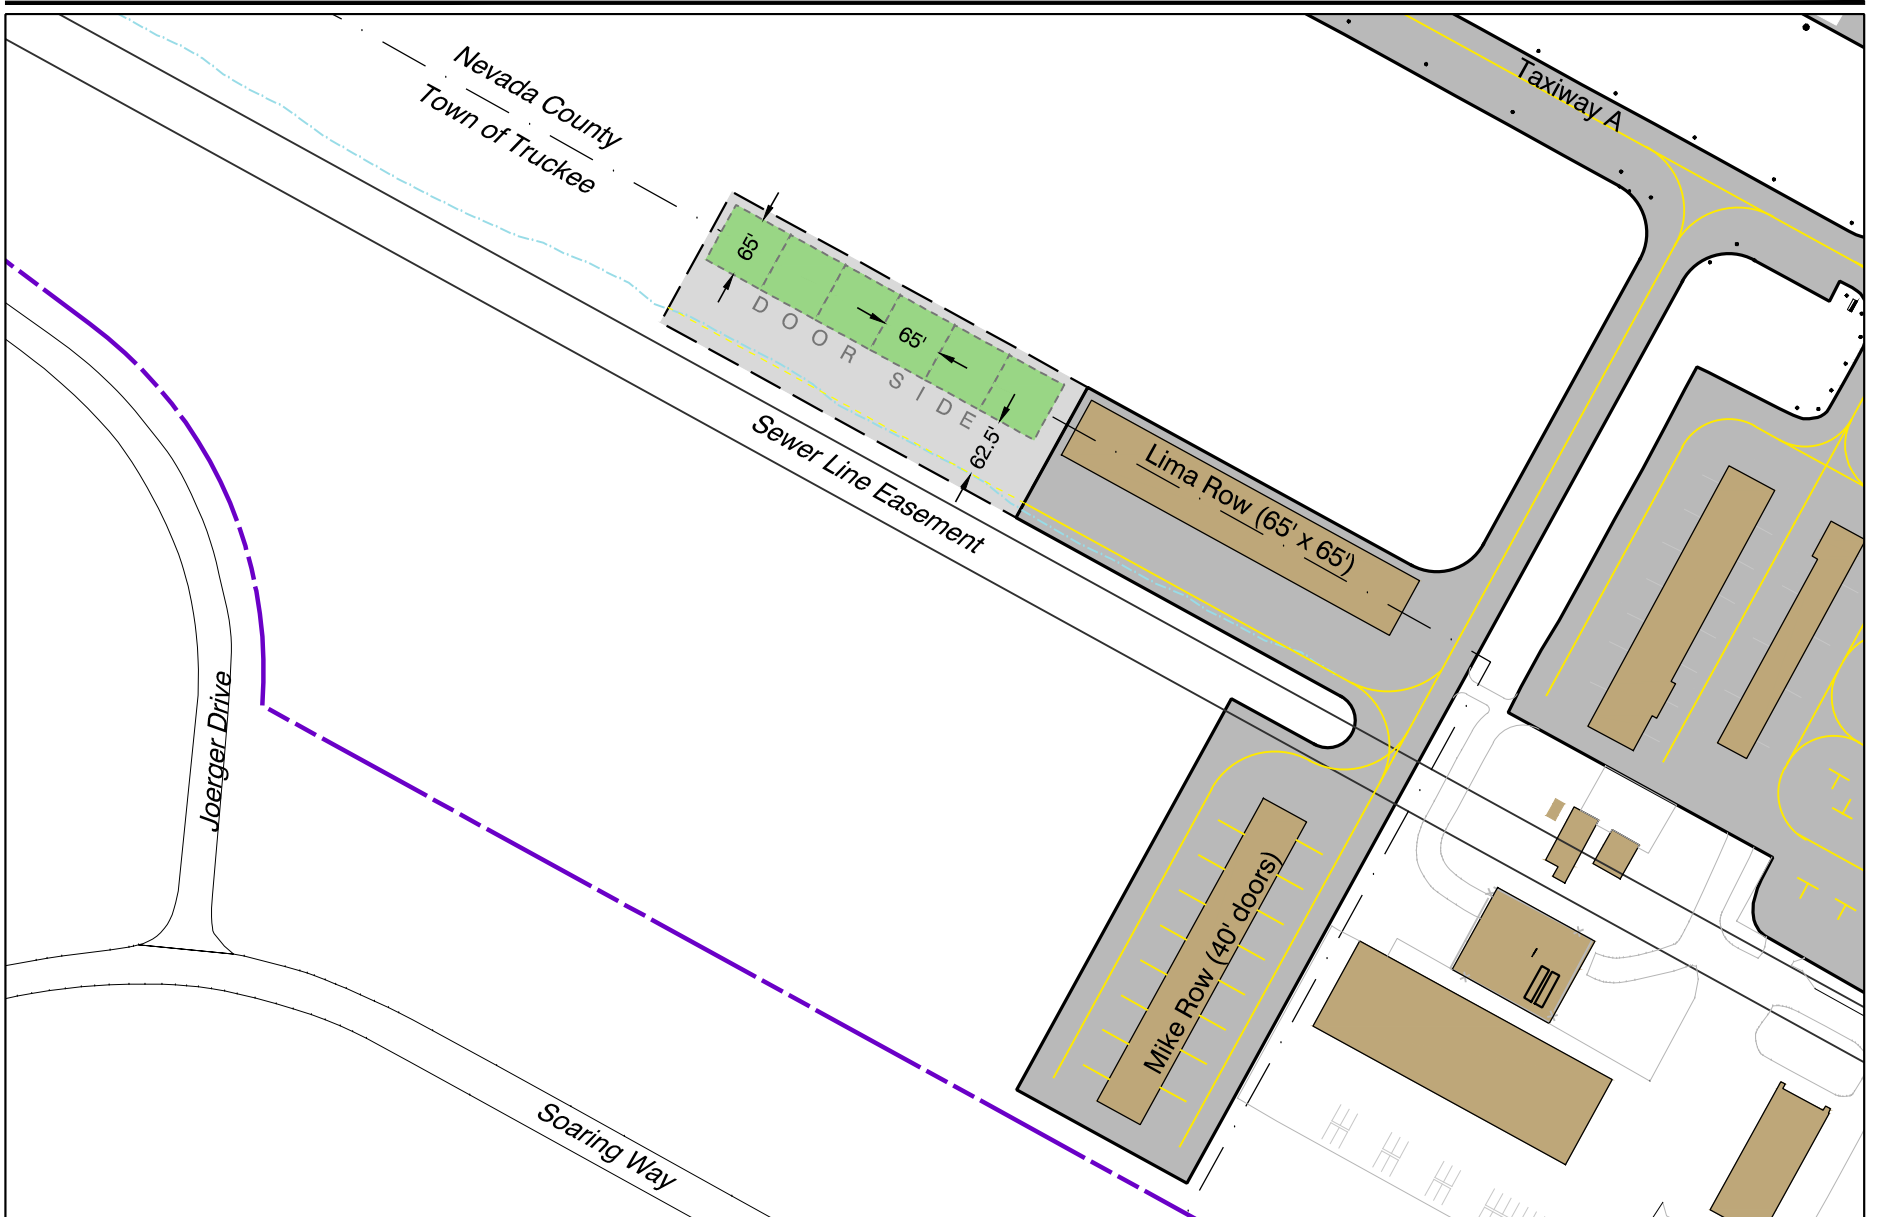 Nevada County
Town of Truckee
Taxiway A
65'
65'
DOOR SIDE
62.5'
Sewer Line Easement
Lima Row (65' x 65')
Joerger Drive
Mike Row (40' doors)
Soaring Way